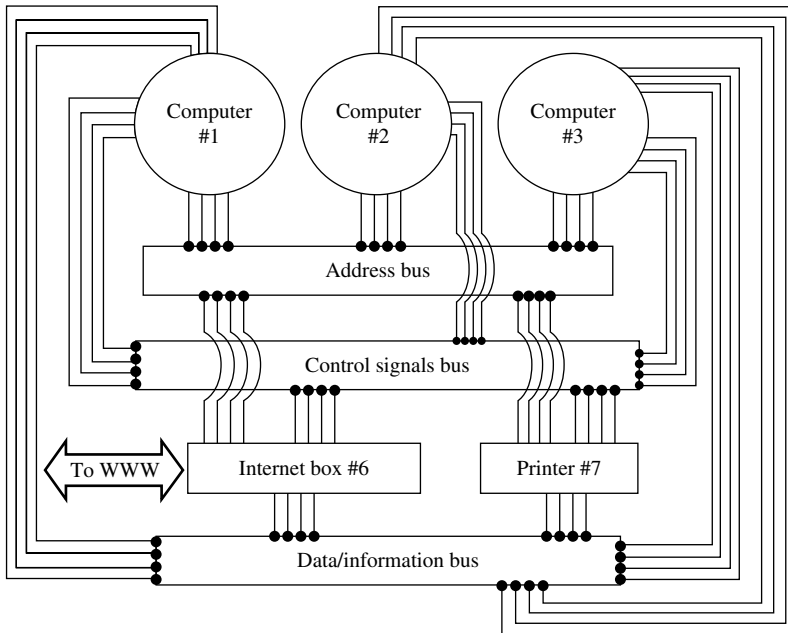 Computer
#1
Computer
#2
Computer
#3
Address bus
Control signals bus
To WWW
Internet box #6
Printer #7
Data/information bus